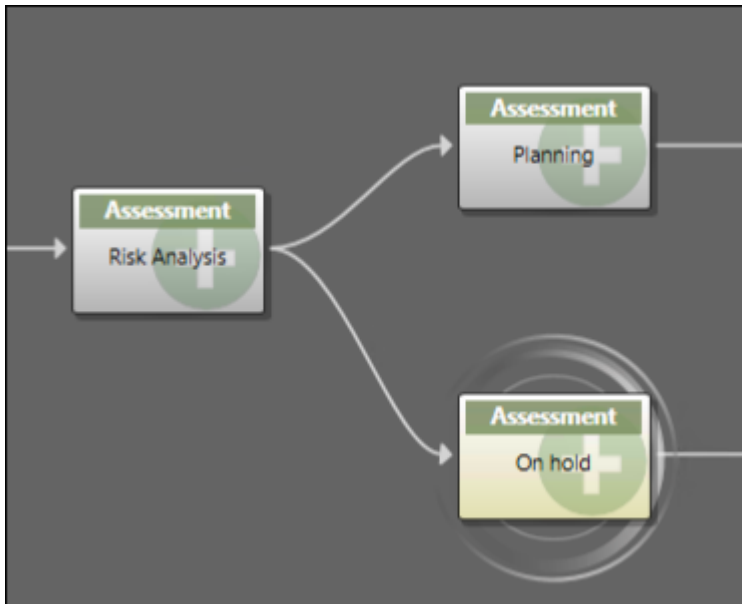 Assessment
Planning
Assessment
Risk Analysis
Assessment
On hold